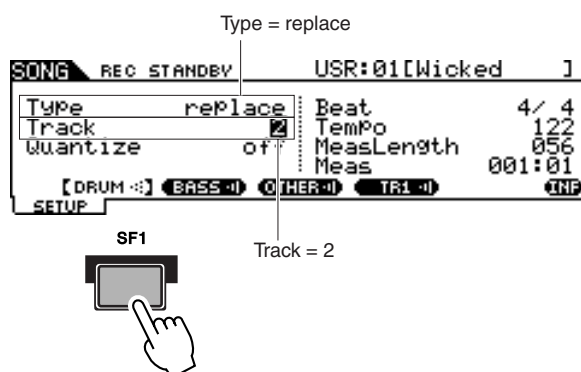 Type = replace
SONG REC STANDBY USR:01[Wicked ]
Type replace Beat 4/ 4
Track 2 Tempo 122
Quantize off MeasLength 056
Meas 001:01
[DRUM] BASS OTHER TR1 INF
SETUP
SF1
Track = 2